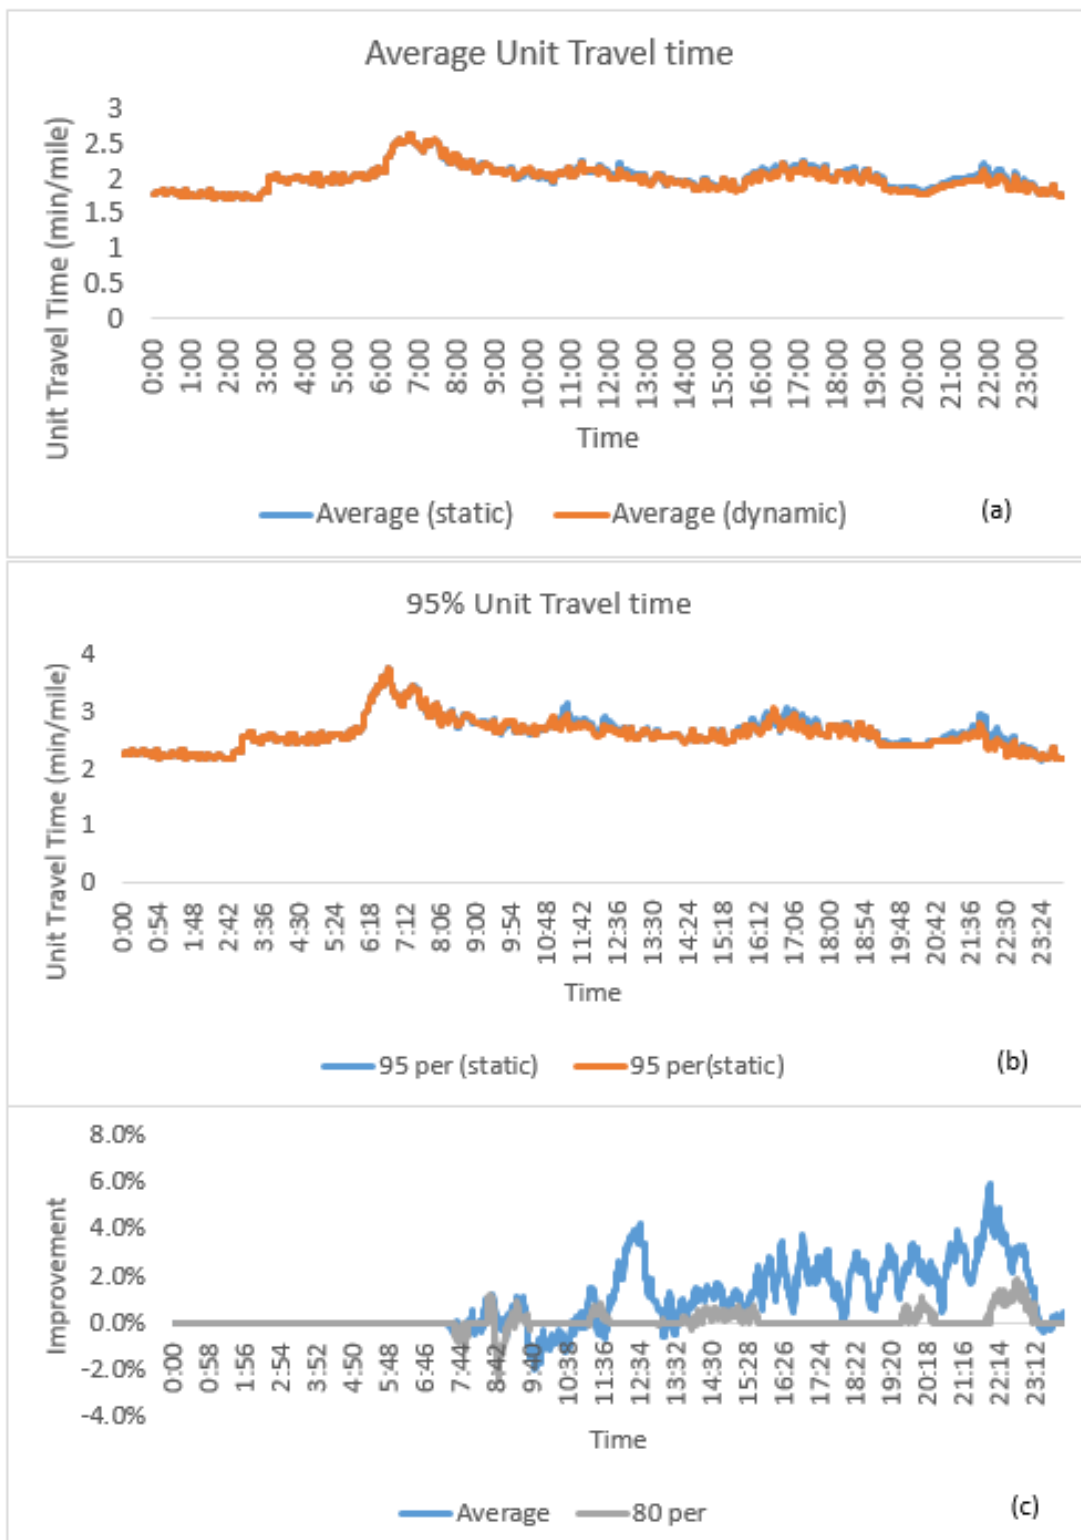 Average Unit Travel time
Unit Travel Time (min/mile)
3
2.5
2
1.5
1
0.5
0
0:00 1:00 2:00 3:00 4:00 5:00 6:00 7:00 8:00 9:00 10:00 11:00 12:00 13:00 14:00 15:00 16:00 17:00 18:00 19:00 20:00 21:00 22:00 23:00
Time
Average (static) Average (dynamic) (a)
95% Unit Travel time
Unit Travel Time (min/mile)
4
3
2
1
0
0:00 0:54 1:48 2:42 3:36 4:30 5:24 6:18 7:12 8:06 9:00 9:54 10:48 11:42 12:36 13:30 14:24 15:18 16:12 17:06 18:00 18:54 19:48 20:42 21:36 22:30 23:24
Time
95 per (static) 95 per(static) (b)
Improvement
8.0%
6.0%
4.0%
2.0%
0.0%
-2.0%
-4.0%
0:00 0:58 1:56 2:54 3:52 4:50 5:48 6:46 7:44 8:42 9:40 10:38 11:36 12:34 13:32 14:30 15:28 16:26 17:24 18:22 19:20 20:18 21:16 22:14 23:12
Time
Average 80 per (c)